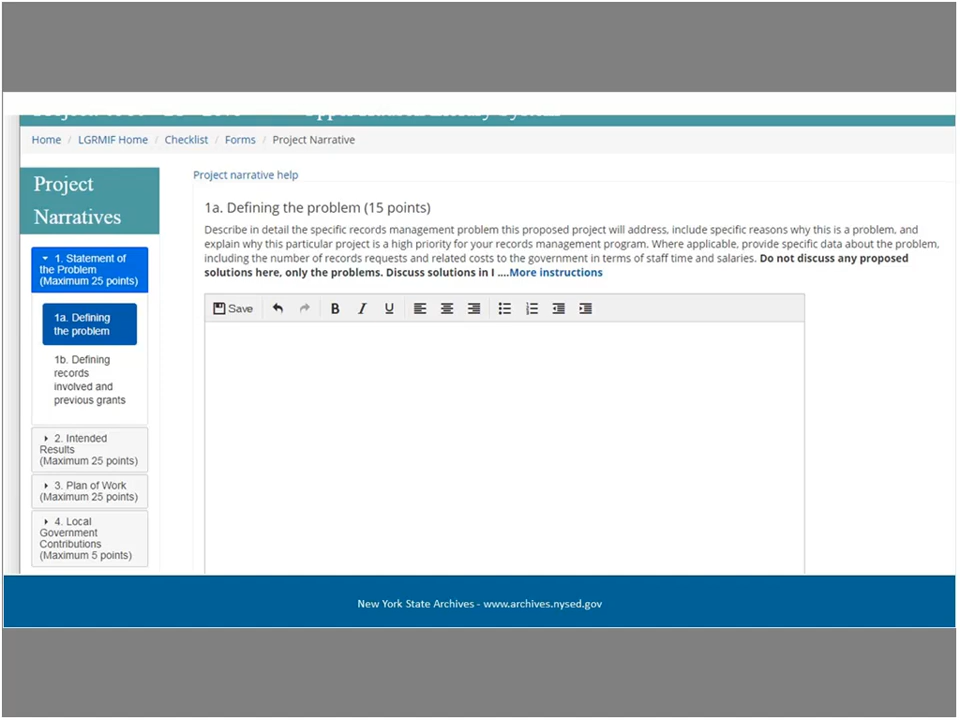 Home / LGRMIF Home / Checklist / Forms / Project Narrative
Project
Narratives
1. Statement of
the Problem
(Maximum 25 points)
1a. Defining
the problem
1b. Defining
records
involved and
previous grants
2. Intended
Results
(Maximum 25 points)
3. Plan of Work
(Maximum 25 points)
4. Local
Government
Contributions
(Maximum 5 points)
Project narrative help
1a. Defining the problem (15 points)
Describe in detail the specific records management problem this proposed project will address, include specific reasons why this is a problem, and
explain why this particular project is a high priority for your records management program. Where applicable, provide specific data about the problem,
including the number of records requests and related costs to the government in terms of staff time and salaries. Do not discuss any proposed
solutions here, only the problems. Discuss solutions in I ....More instructions
Save B I U
New York State Archives - www.archives.nysed.gov